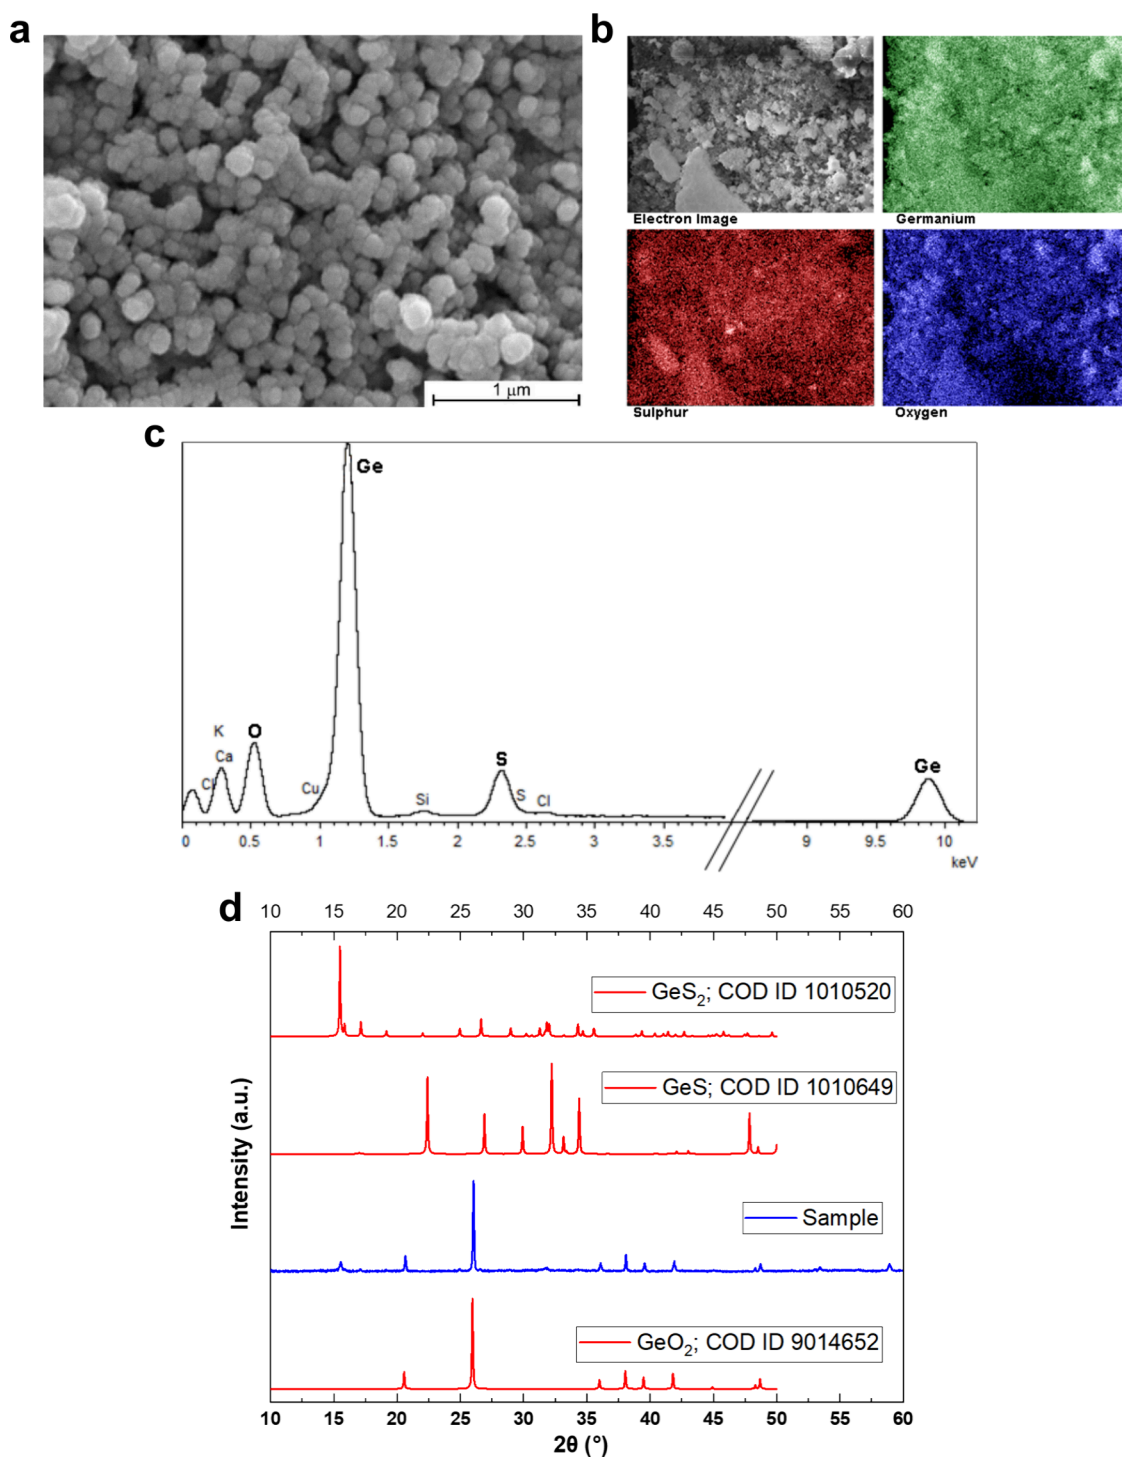 a
b
1 μm
Electron Image
Germanium
Sulphur
Oxygen
c
Ge
K
O
Ca
Cl
Cu
Si
S
S
Cl
Ge
0 0.5 1 1.5 2 2.5 3 3.5 9 9.5 10
keV
d
10 15 20 25 30 35 40 45 50 55 60
GeS₂; COD ID 1010520
GeS; COD ID 1010649
Sample
GeO₂; COD ID 9014652
Intensity (a.u.)
10 15 20 25 30 35 40 45 50 55 60
2θ (°)